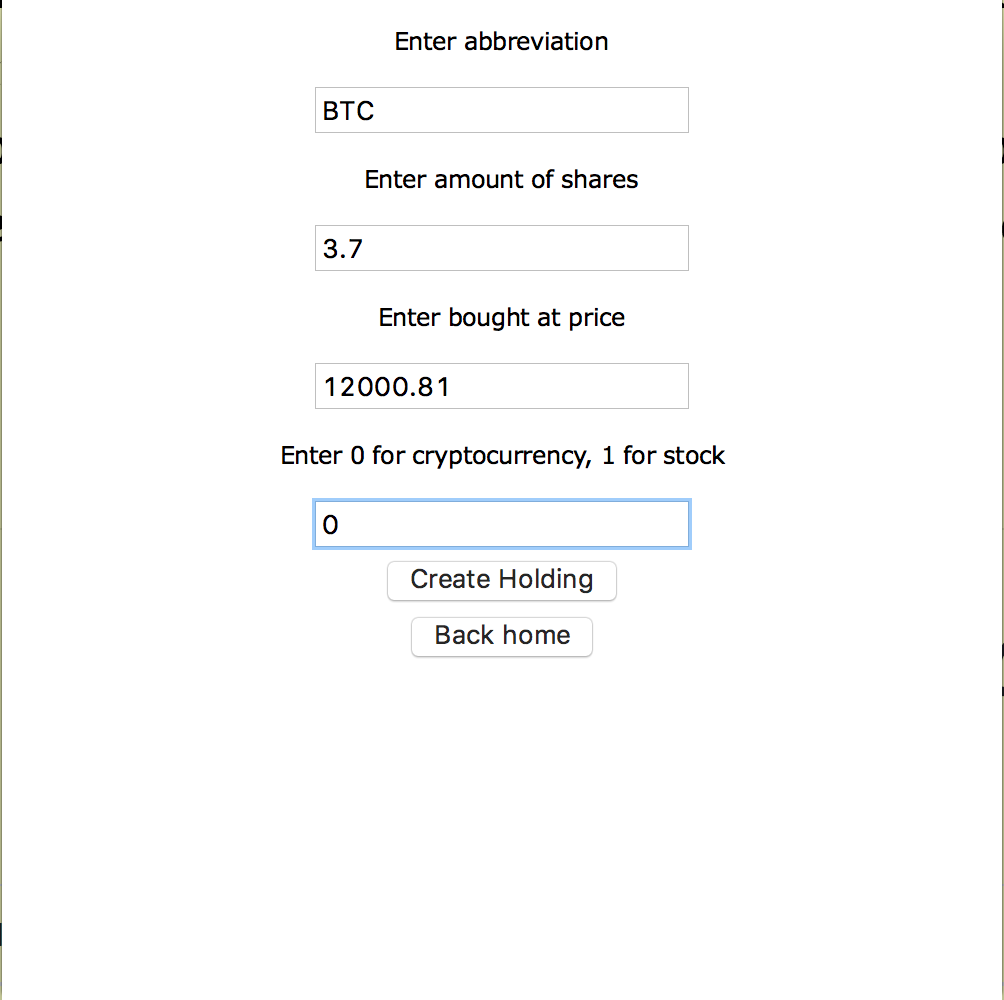 Enter abbreviation
BTC
Enter amount of shares
3.7
Enter bought at price
12000.81
Enter 0 for cryptocurrency, 1 for stock
0
Create Holding
Back home